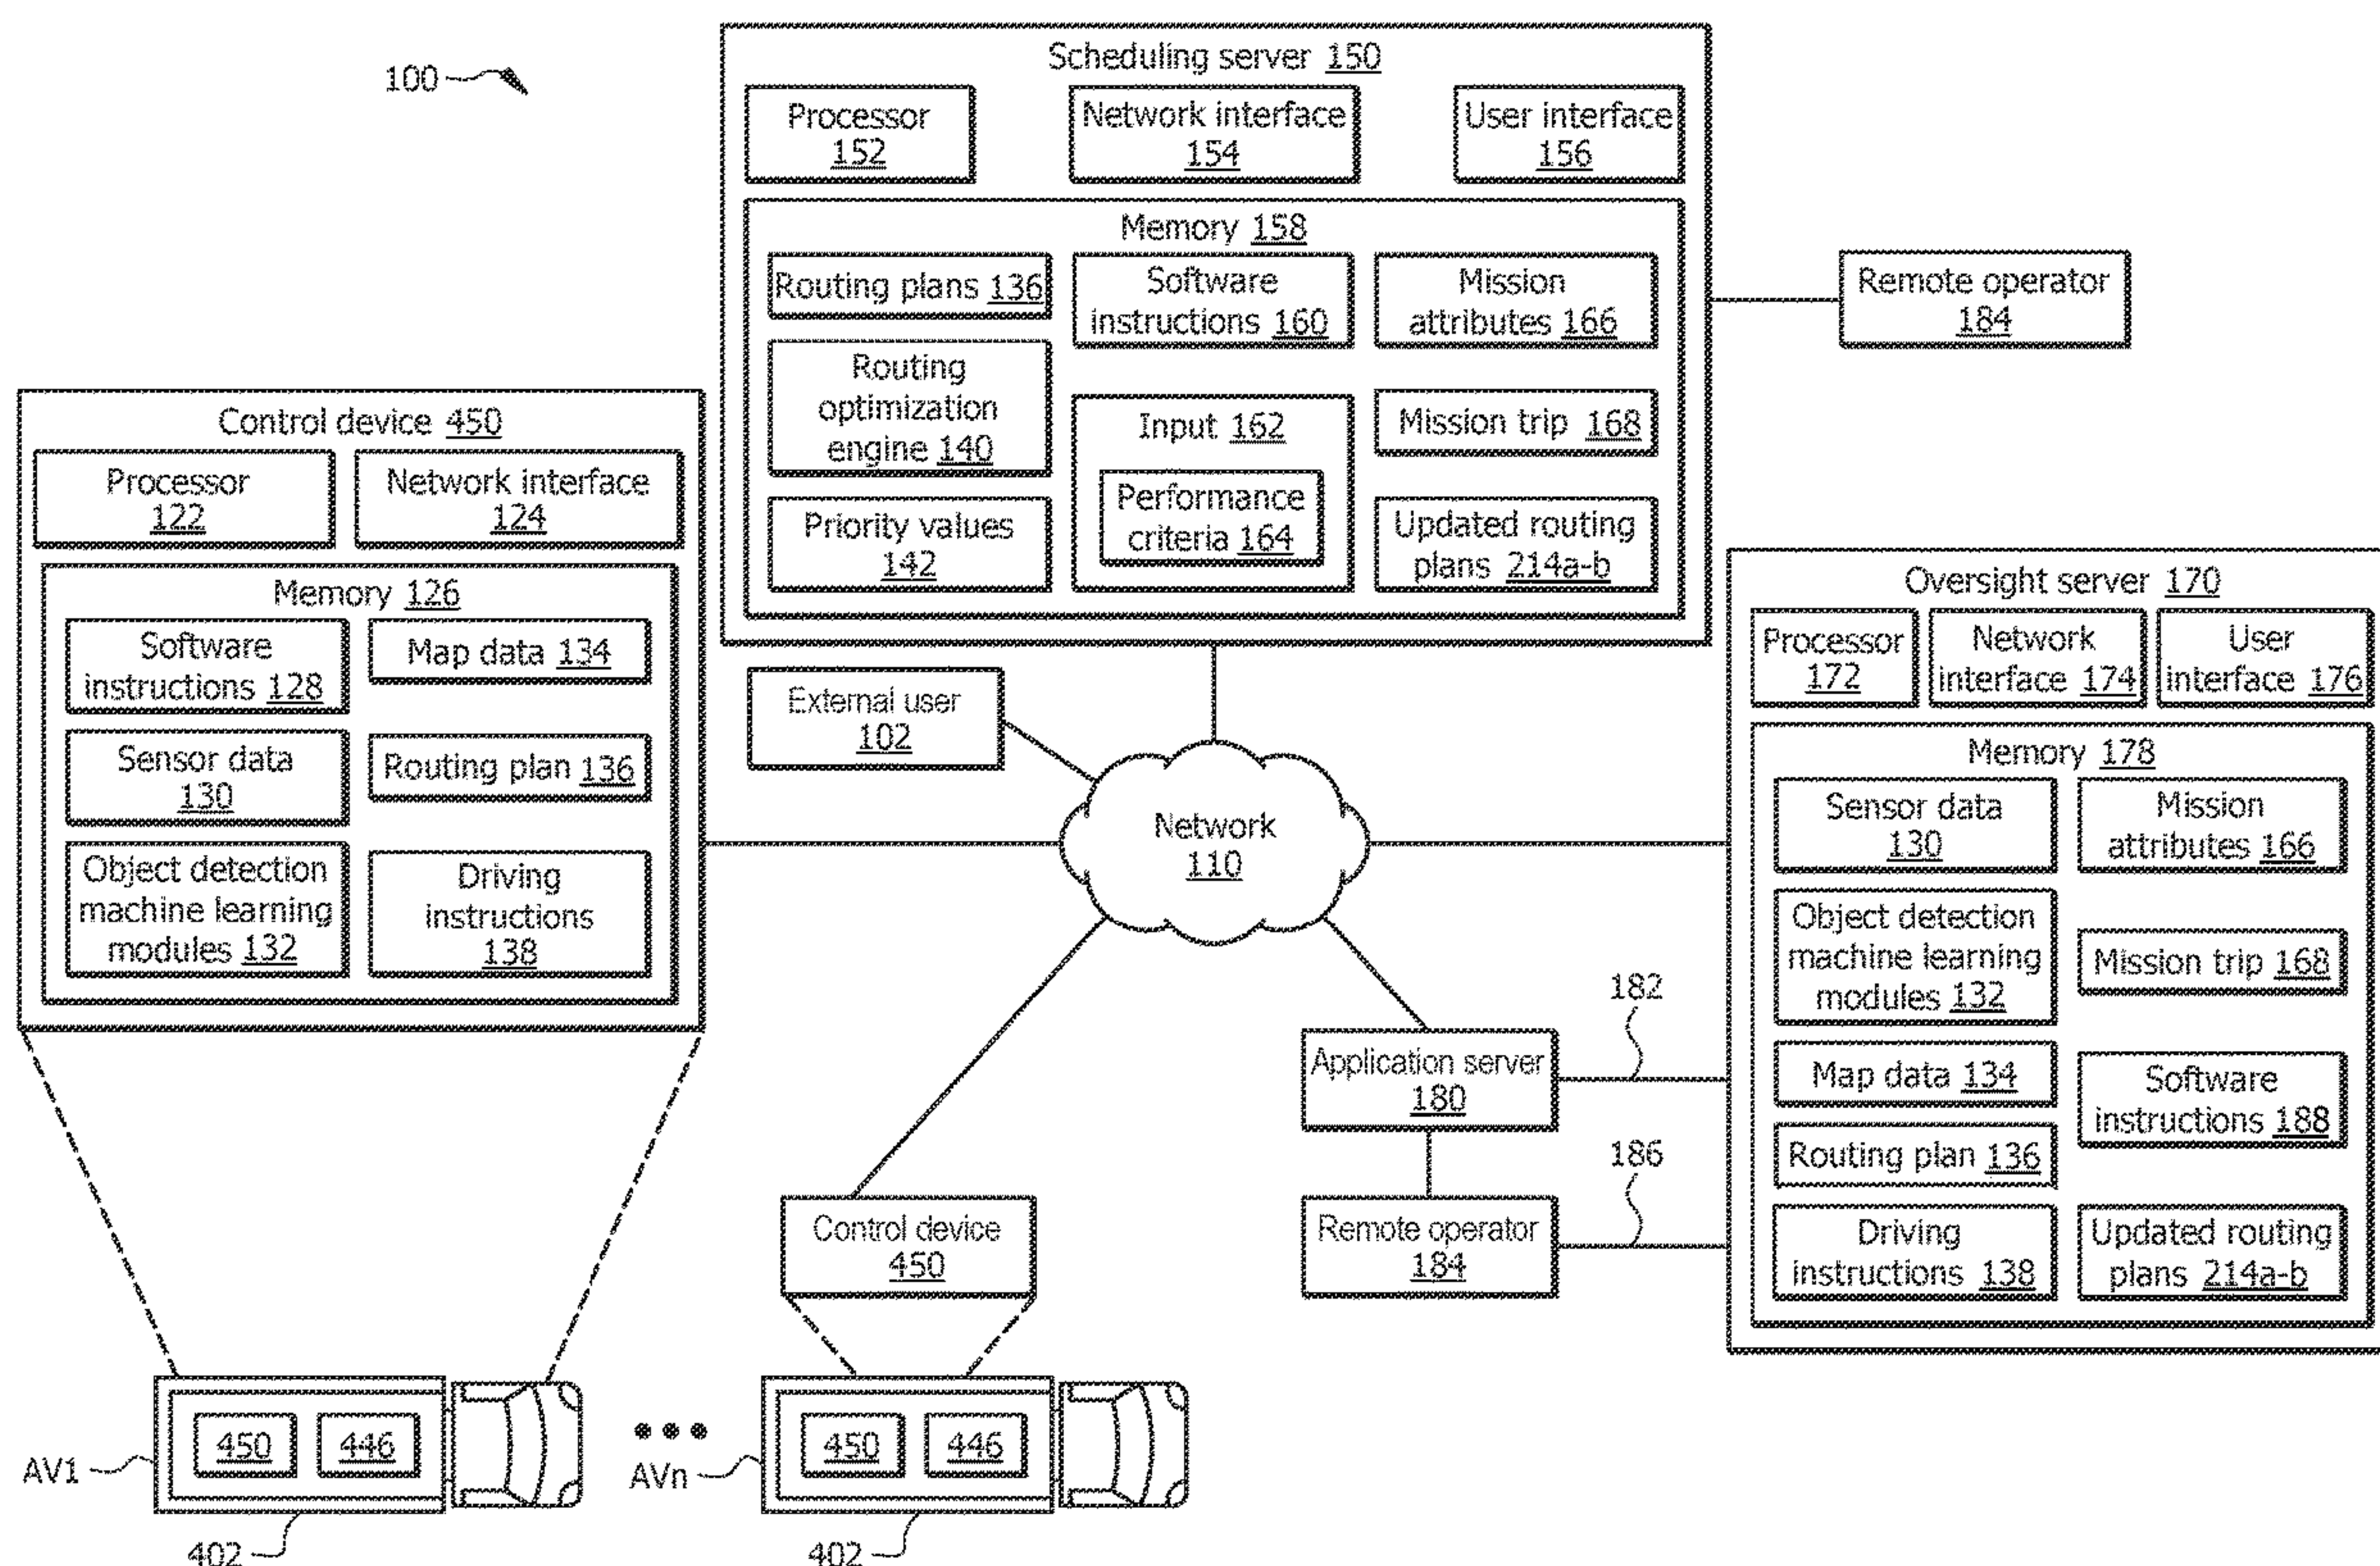 100
Scheduling server 150
Processor
152
Network interface
154
User interface
156
Memory 158
Routing plans 136
Software
instructions 160
Mission
attributes 166
Routing
optimization
engine 140
Input 162
Performance
criteria 164
Mission trip 168
Priority values
142
Updated routing
plans 214a-b
Remote operator
184
Control device 450
Processor
122
Network interface
124
Memory 126
Software
instructions 128
Map data 134
Sensor data
130
Routing plan 136
Object detection
machine learning
modules 132
Driving
instructions
138
External user
102
Network
110
Oversight server 170
Processor
172
Network
interface 174
User
interface 176
Memory 178
Sensor data
130
Mission
attributes 166
Object detection
machine learning
modules 132
Mission trip 168
Map data 134
Software
instructions 188
Routing plan 136
Driving
instructions 138
Updated routing
plans 214a-b
182
Application server
180
186
Remote operator
184
Control device
450
AV1
450
446
402
AVn
450
446
402